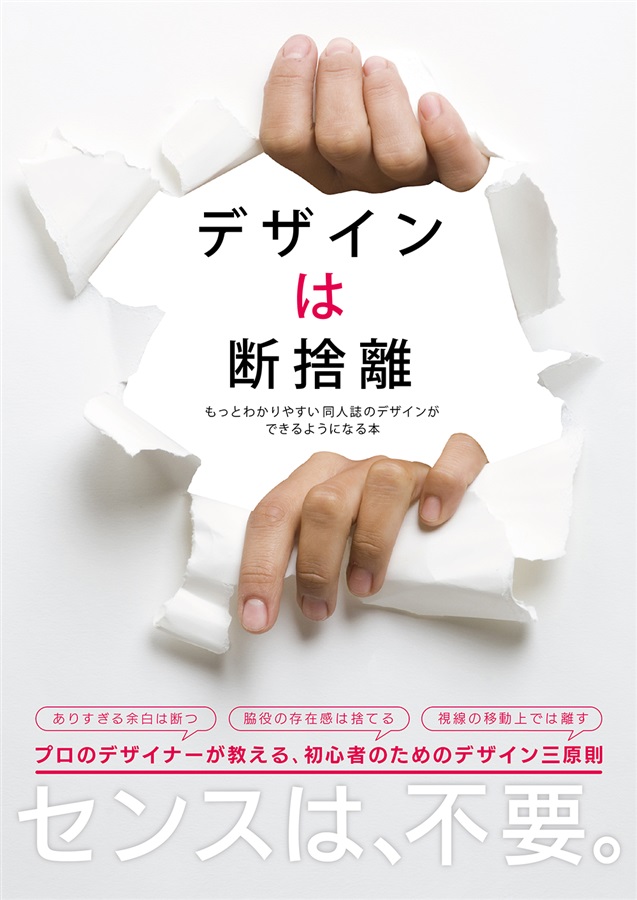 デザイン
は
断捨離
もっとわかりやすい同人誌のデザインが
できるようになる本
ありすぎる余白は断つ
脇役の存在感は捨てる
視線の移動上では離す
プロのデザイナーが教える、初心者のためのデザイン三原則
センスは、不要。